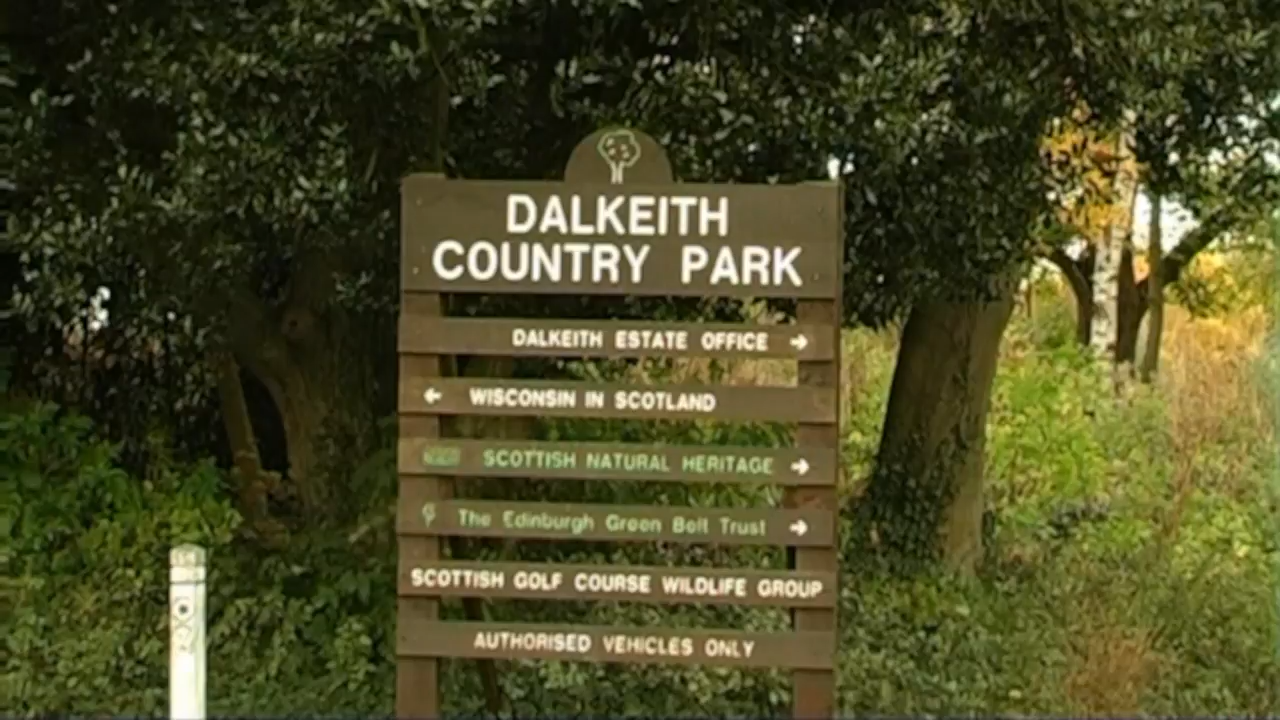 DALKEITH
COUNTRY PARK
DALKEITH ESTATE OFFICE →
← WISCONSIN IN SCOTLAND
SCOTTISH NATURAL HERITAGE →
The Edinburgh Green Belt Trust →
SCOTTISH GOLF COURSE WILDLIFE GROUP
AUTHORISED VEHICLES ONLY